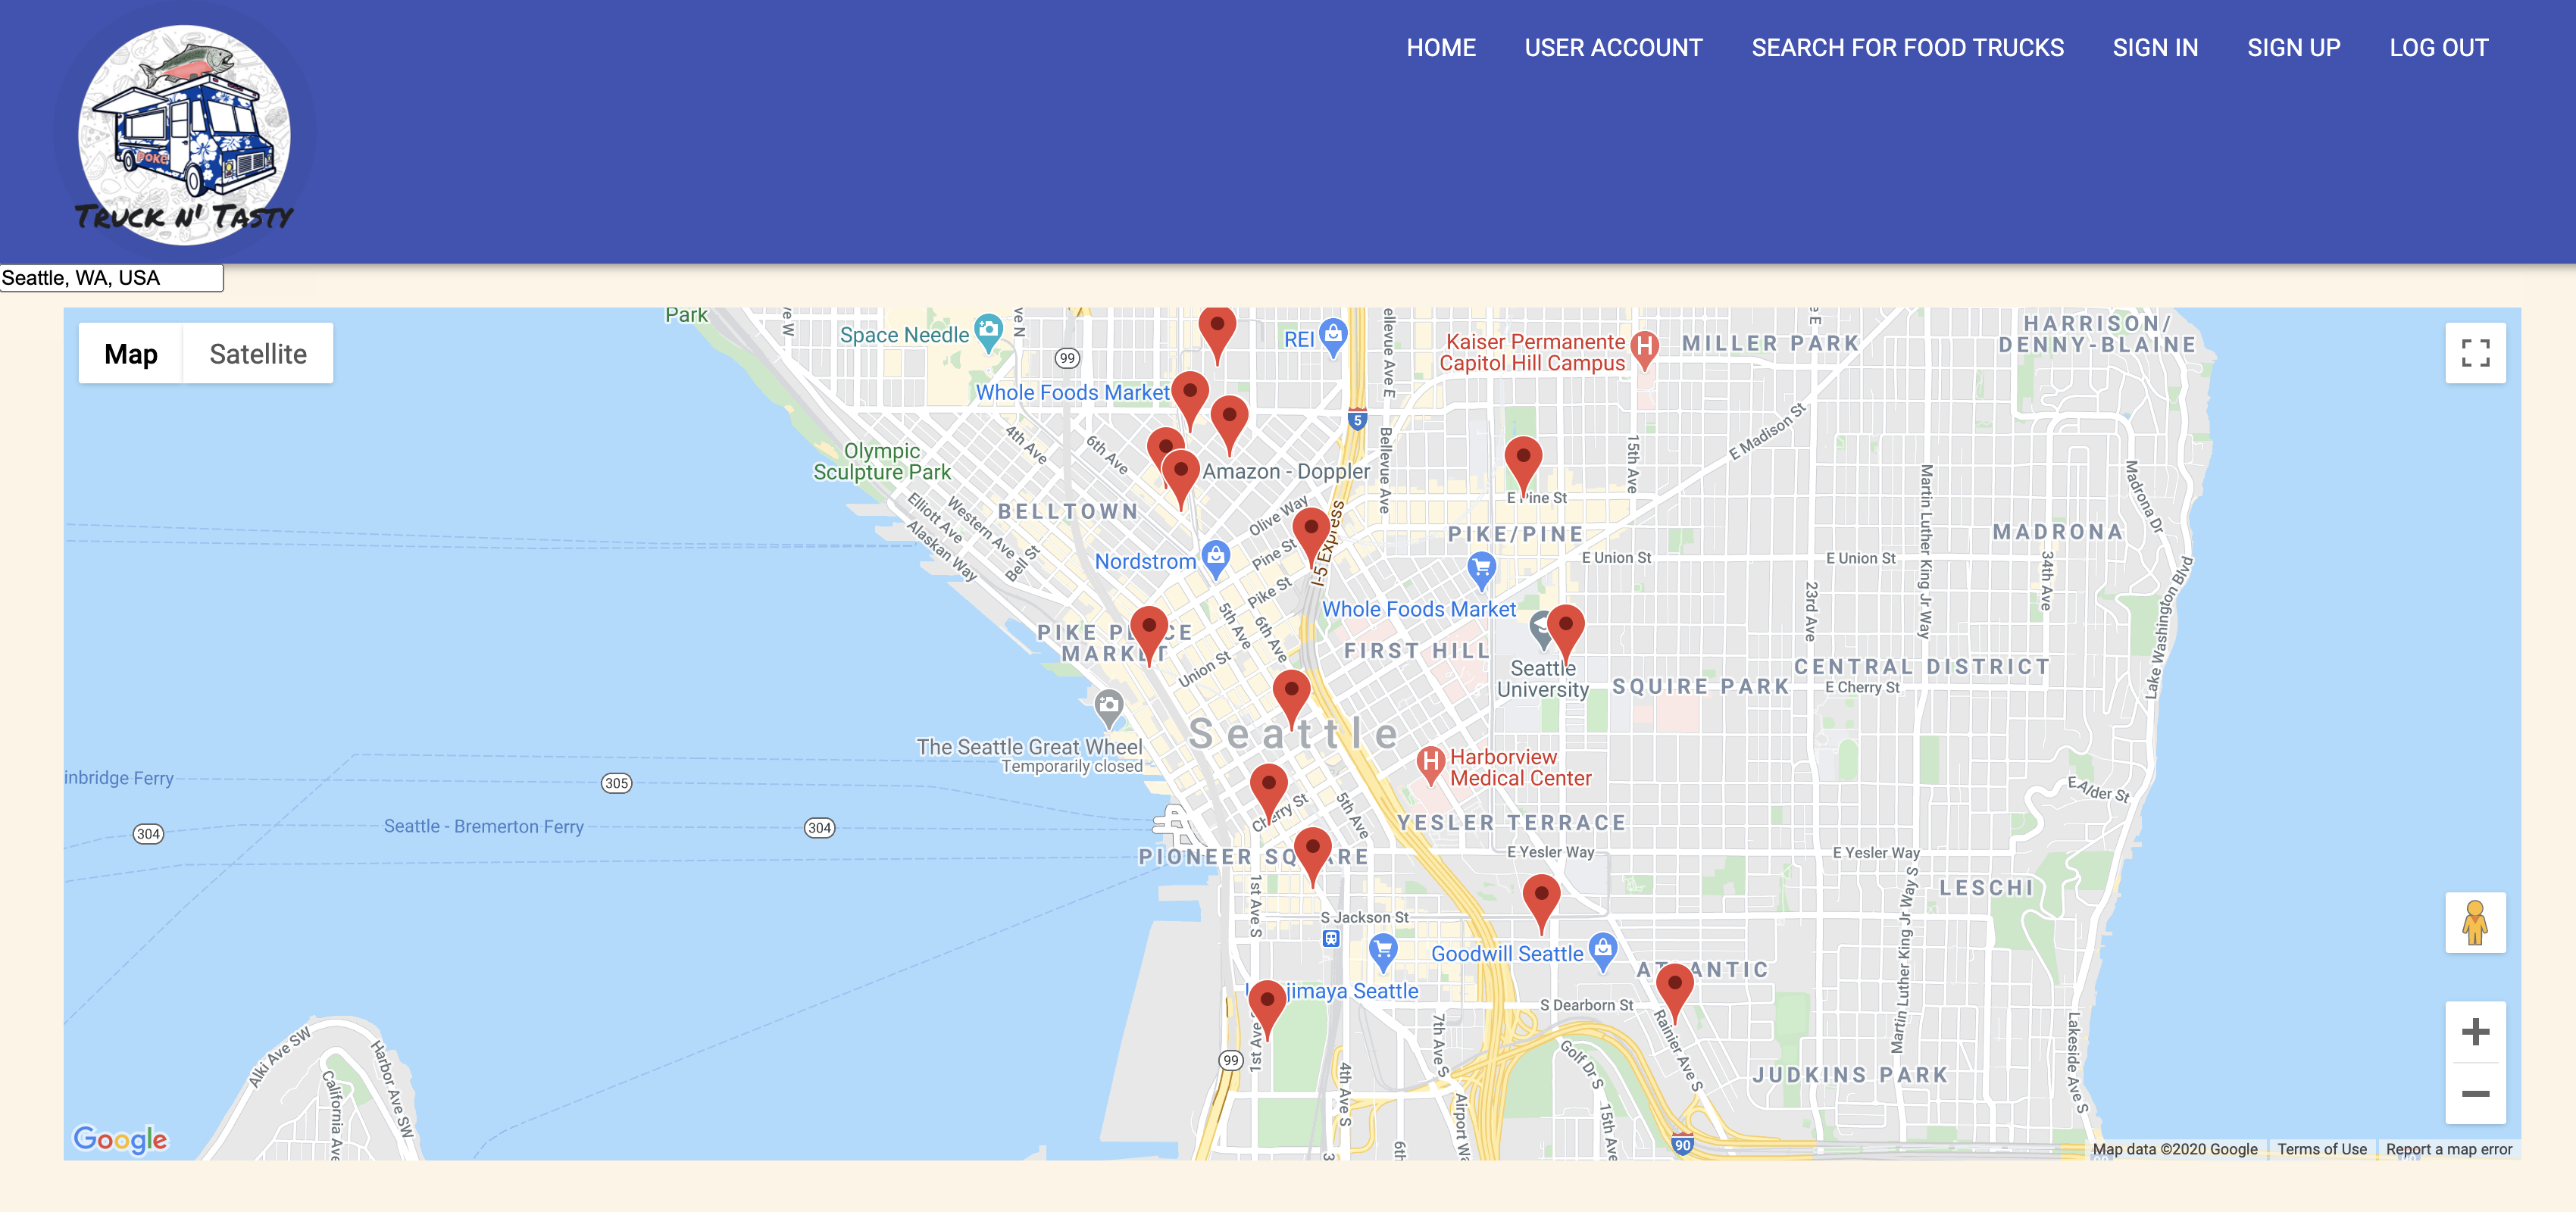 HOME
USER ACCOUNT
SEARCH FOR FOOD TRUCKS
SIGN IN
SIGN UP
LOG OUT
POKE
TRUCK N' TASTY
Seattle, WA, USA
Map
Satellite
Park
Space Needle
99
REI
Kaiser Permanente
Capitol Hill Campus
MILLER PARK
HARRISON/
DENNY-BLAINE
Whole Foods Market
5
Bellevue Ave
4th Ave
6th Ave
15th Ave
E Madison St
Olympic
Sculpture Park
Amazon - Doppler
E Pine St
Elliott Ave
Western Ave
Alaskan Way
Bell St
BELLTOWN
Olive Way
I-5 Express
PIKE/PINE
MADRONA
Madrona Dr
Martin Luther King Jr Way
Nordstrom
Pine St
Pike St
E Union St
E Union St
34th Ave
23rd Ave
Lake Washington Blvd
Whole Foods Market
5th Ave
6th Ave
MARKET
Union St
FIRST HILL
Seattle
University
SQUIRE PARK
CENTRAL DISTRICT
E Cherry St
Seattle
The Seattle Great Wheel
Temporarily closed
Harborview
Medical Center
inbridge Ferry
305
304
Seattle - Bremerton Ferry
304
Cherry St
5th Ave
YESLER TERRACE
E Alder St
PIONEER SQUARE
E Yesler Way
E Yesler Way
LESCHI
1st Ave S
S Jackson St
Martin Luther King Jr Way S
Goodwill Seattle
ATLANTIC
jimaya Seattle
S Dearborn St
Rainier Ave S
Lakeside Ave S
Alki Ave SW
Harbor Ave SW
California Ave
99
1st Ave S
4th Ave S
7th Ave S
Airport Wa
Golf Dr S
15th Ave
JUDKINS PARK
90
6th
Google
Map data ©2020 Google
Terms of Use
Report a map error